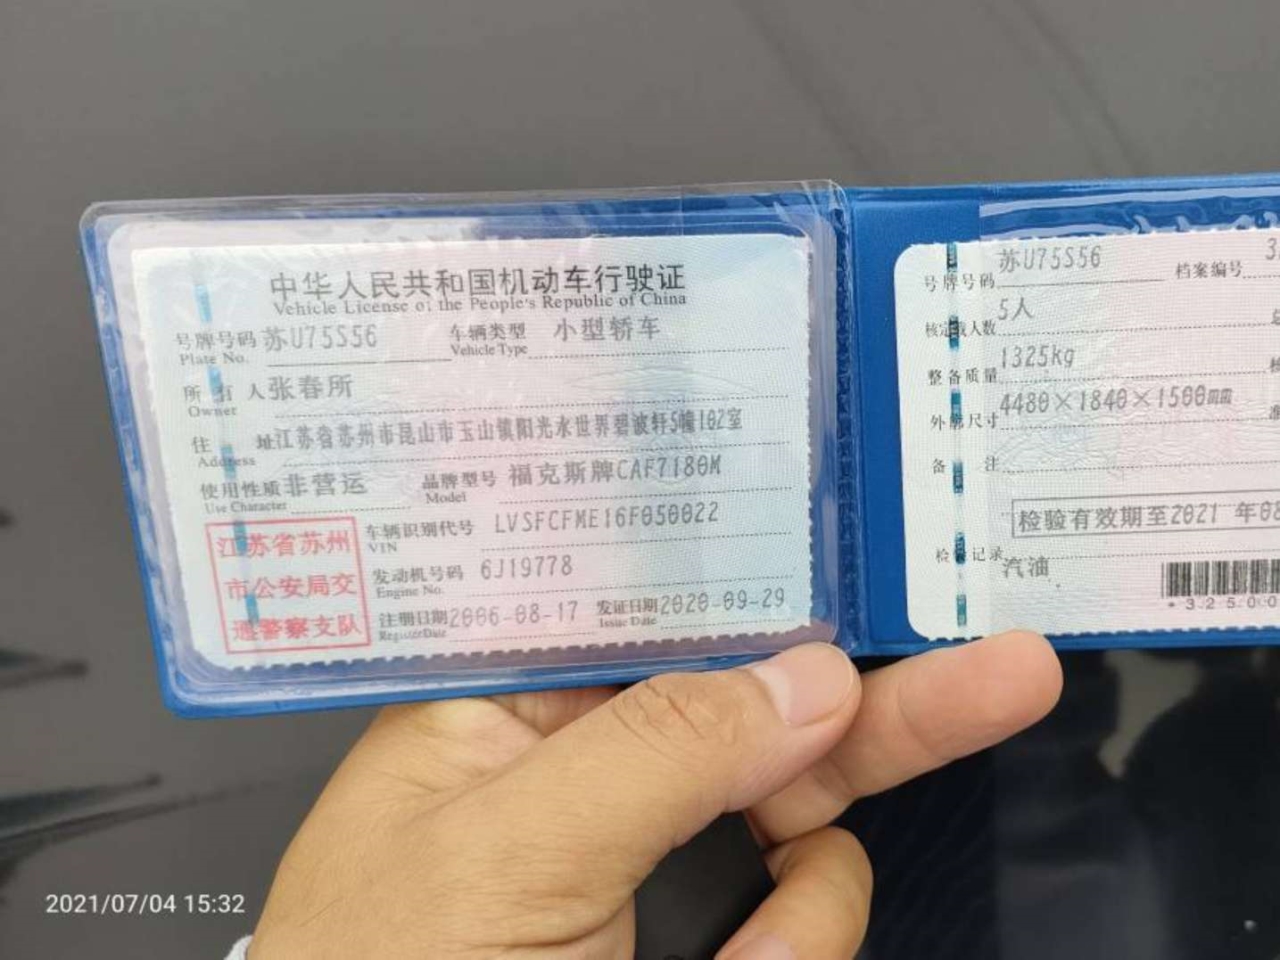 中华人民共和国机动车行驶证
Vehicle License of the People's Republic of China
号牌号码 苏U75S56 车辆类型 小型轿车
Plate No. Vehicle Type
所有人 张春所
Owner
住址 江苏省苏州市昆山市玉山镇阳光水世界碧波轩5幢102室
Address
使用性质 非营运 品牌型号 福克斯牌CAF7180M
Use Character Model
江苏省苏州
市公安局交
通警察支队
车辆识别代号 LVSFCFME16F050022
VIN
发动机号码 6J19778
Engine No.
注册日期 2006-08-17 发证日期 2020-09-29
Register Date Issue Date
号牌号码 苏U75S56 档案编号 3
核定载人数 5人
整备质量 1325kg
外廓尺寸 4480×1840×1500mm
备注
检验有效期至2021 年02
检验记录
汽油
*32500
2021/07/04 15:32